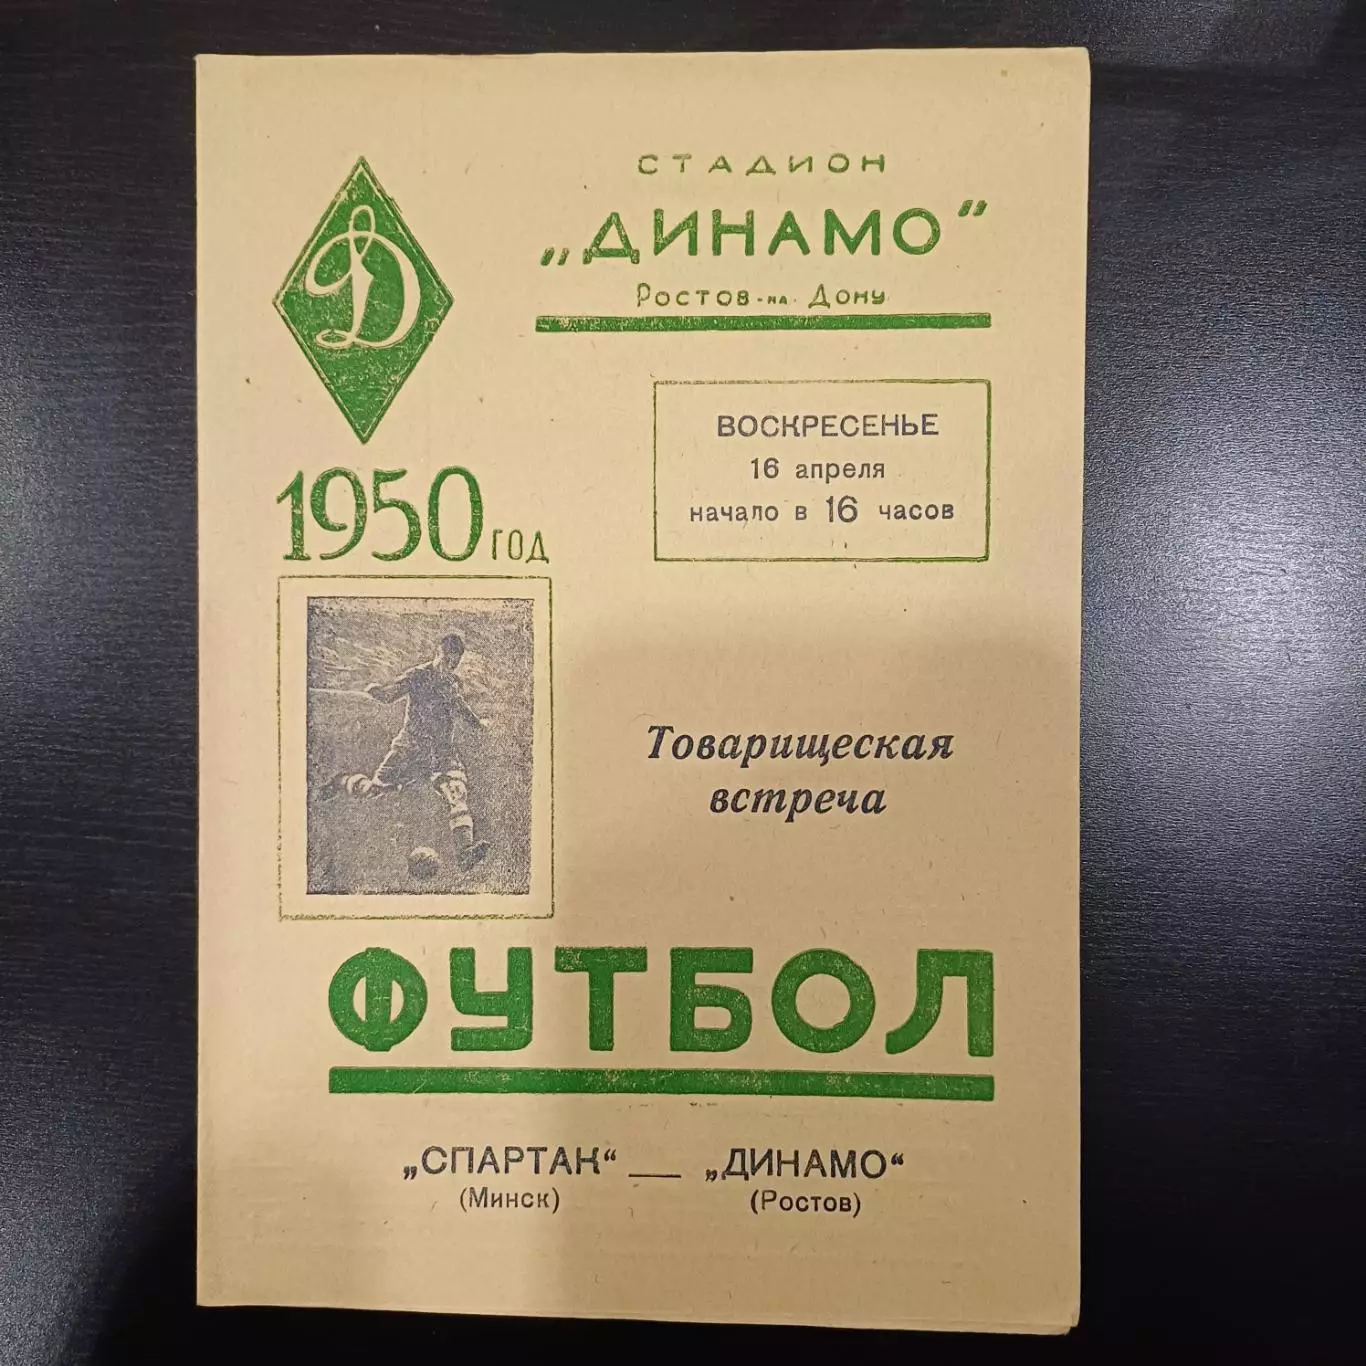 СТАДИОН
„ДИНАМО“
Ростов-на-Дону
Д
1950 год
ВОСКРЕСЕНЬЕ
16 апреля
начало в 16 часов
Товарищеская
встреча
ФУТБОЛ
„СПАРТАК“ — „ДИНАМО“
(Минск) (Ростов)